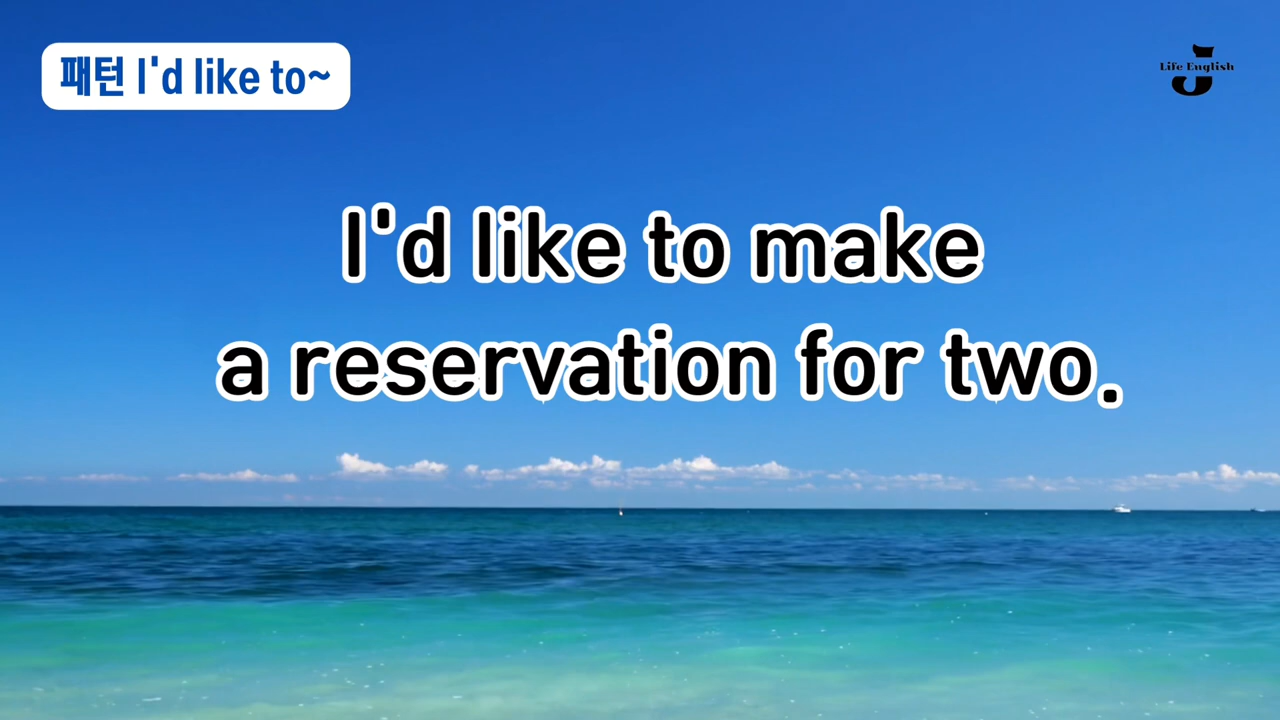 패턴 I'd like to~
Life English
J
I'd like to make
a reservation for two.